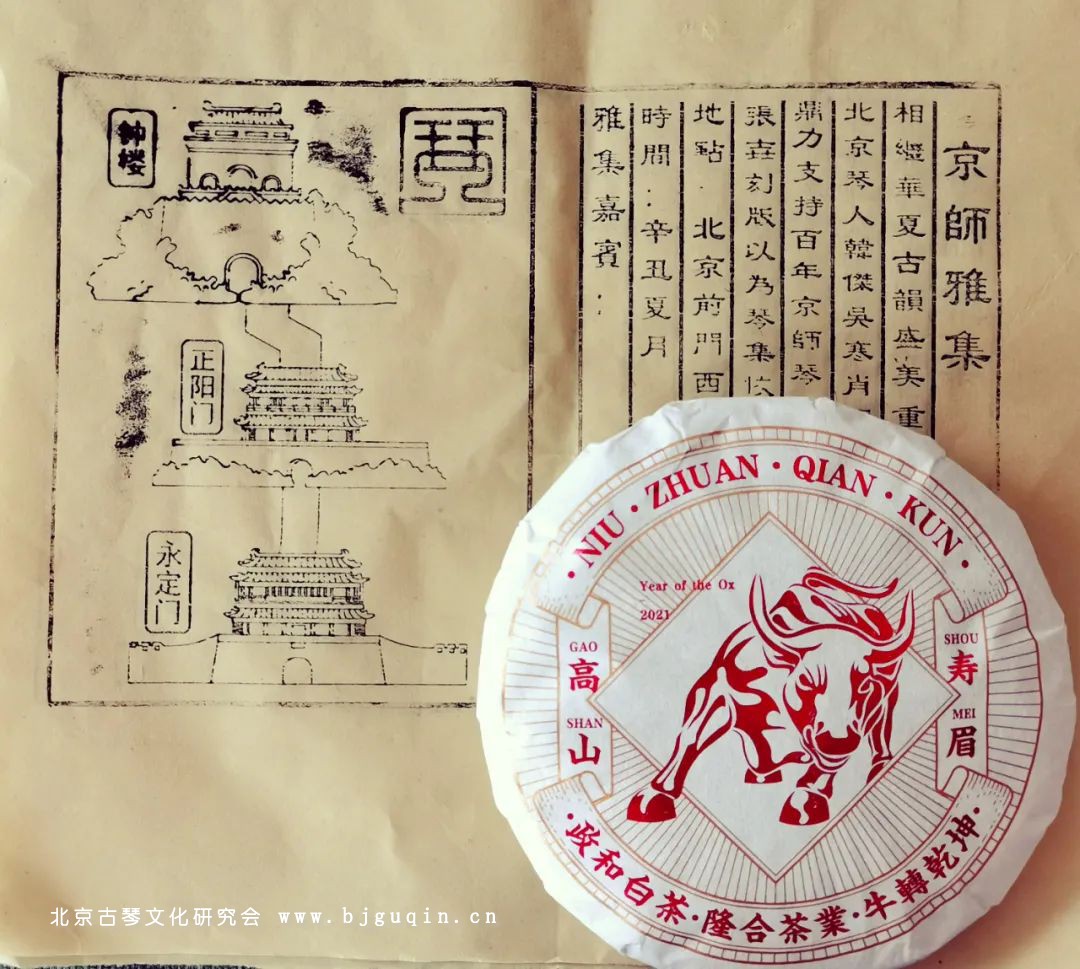 京師雅集
相繼華夏古韻盛美重
北京琴人韓傑吳寒肖
鼎力支持百年京師琴
張壵刻版以為琴集
地點·北京前門西
時間：辛丑夏月
雅集嘉賓：
琴
钟楼
正阳门
永定门
·NIU·ZHUAN·QIAN·KUN·
Year of the Ox
2021
GAO
高
SHAN
山
SHOU
寿
MEI
眉
·政和白茶·隆合茶業·牛轉乾坤·
北京古琴文化研究会 www.bjguqin.cn